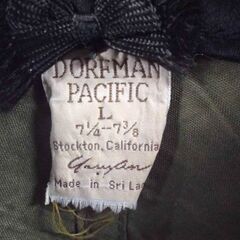 DORFMAN
PACIFIC
L
7 1/4 - 7 3/8
Stockton, California
Made in Sri La